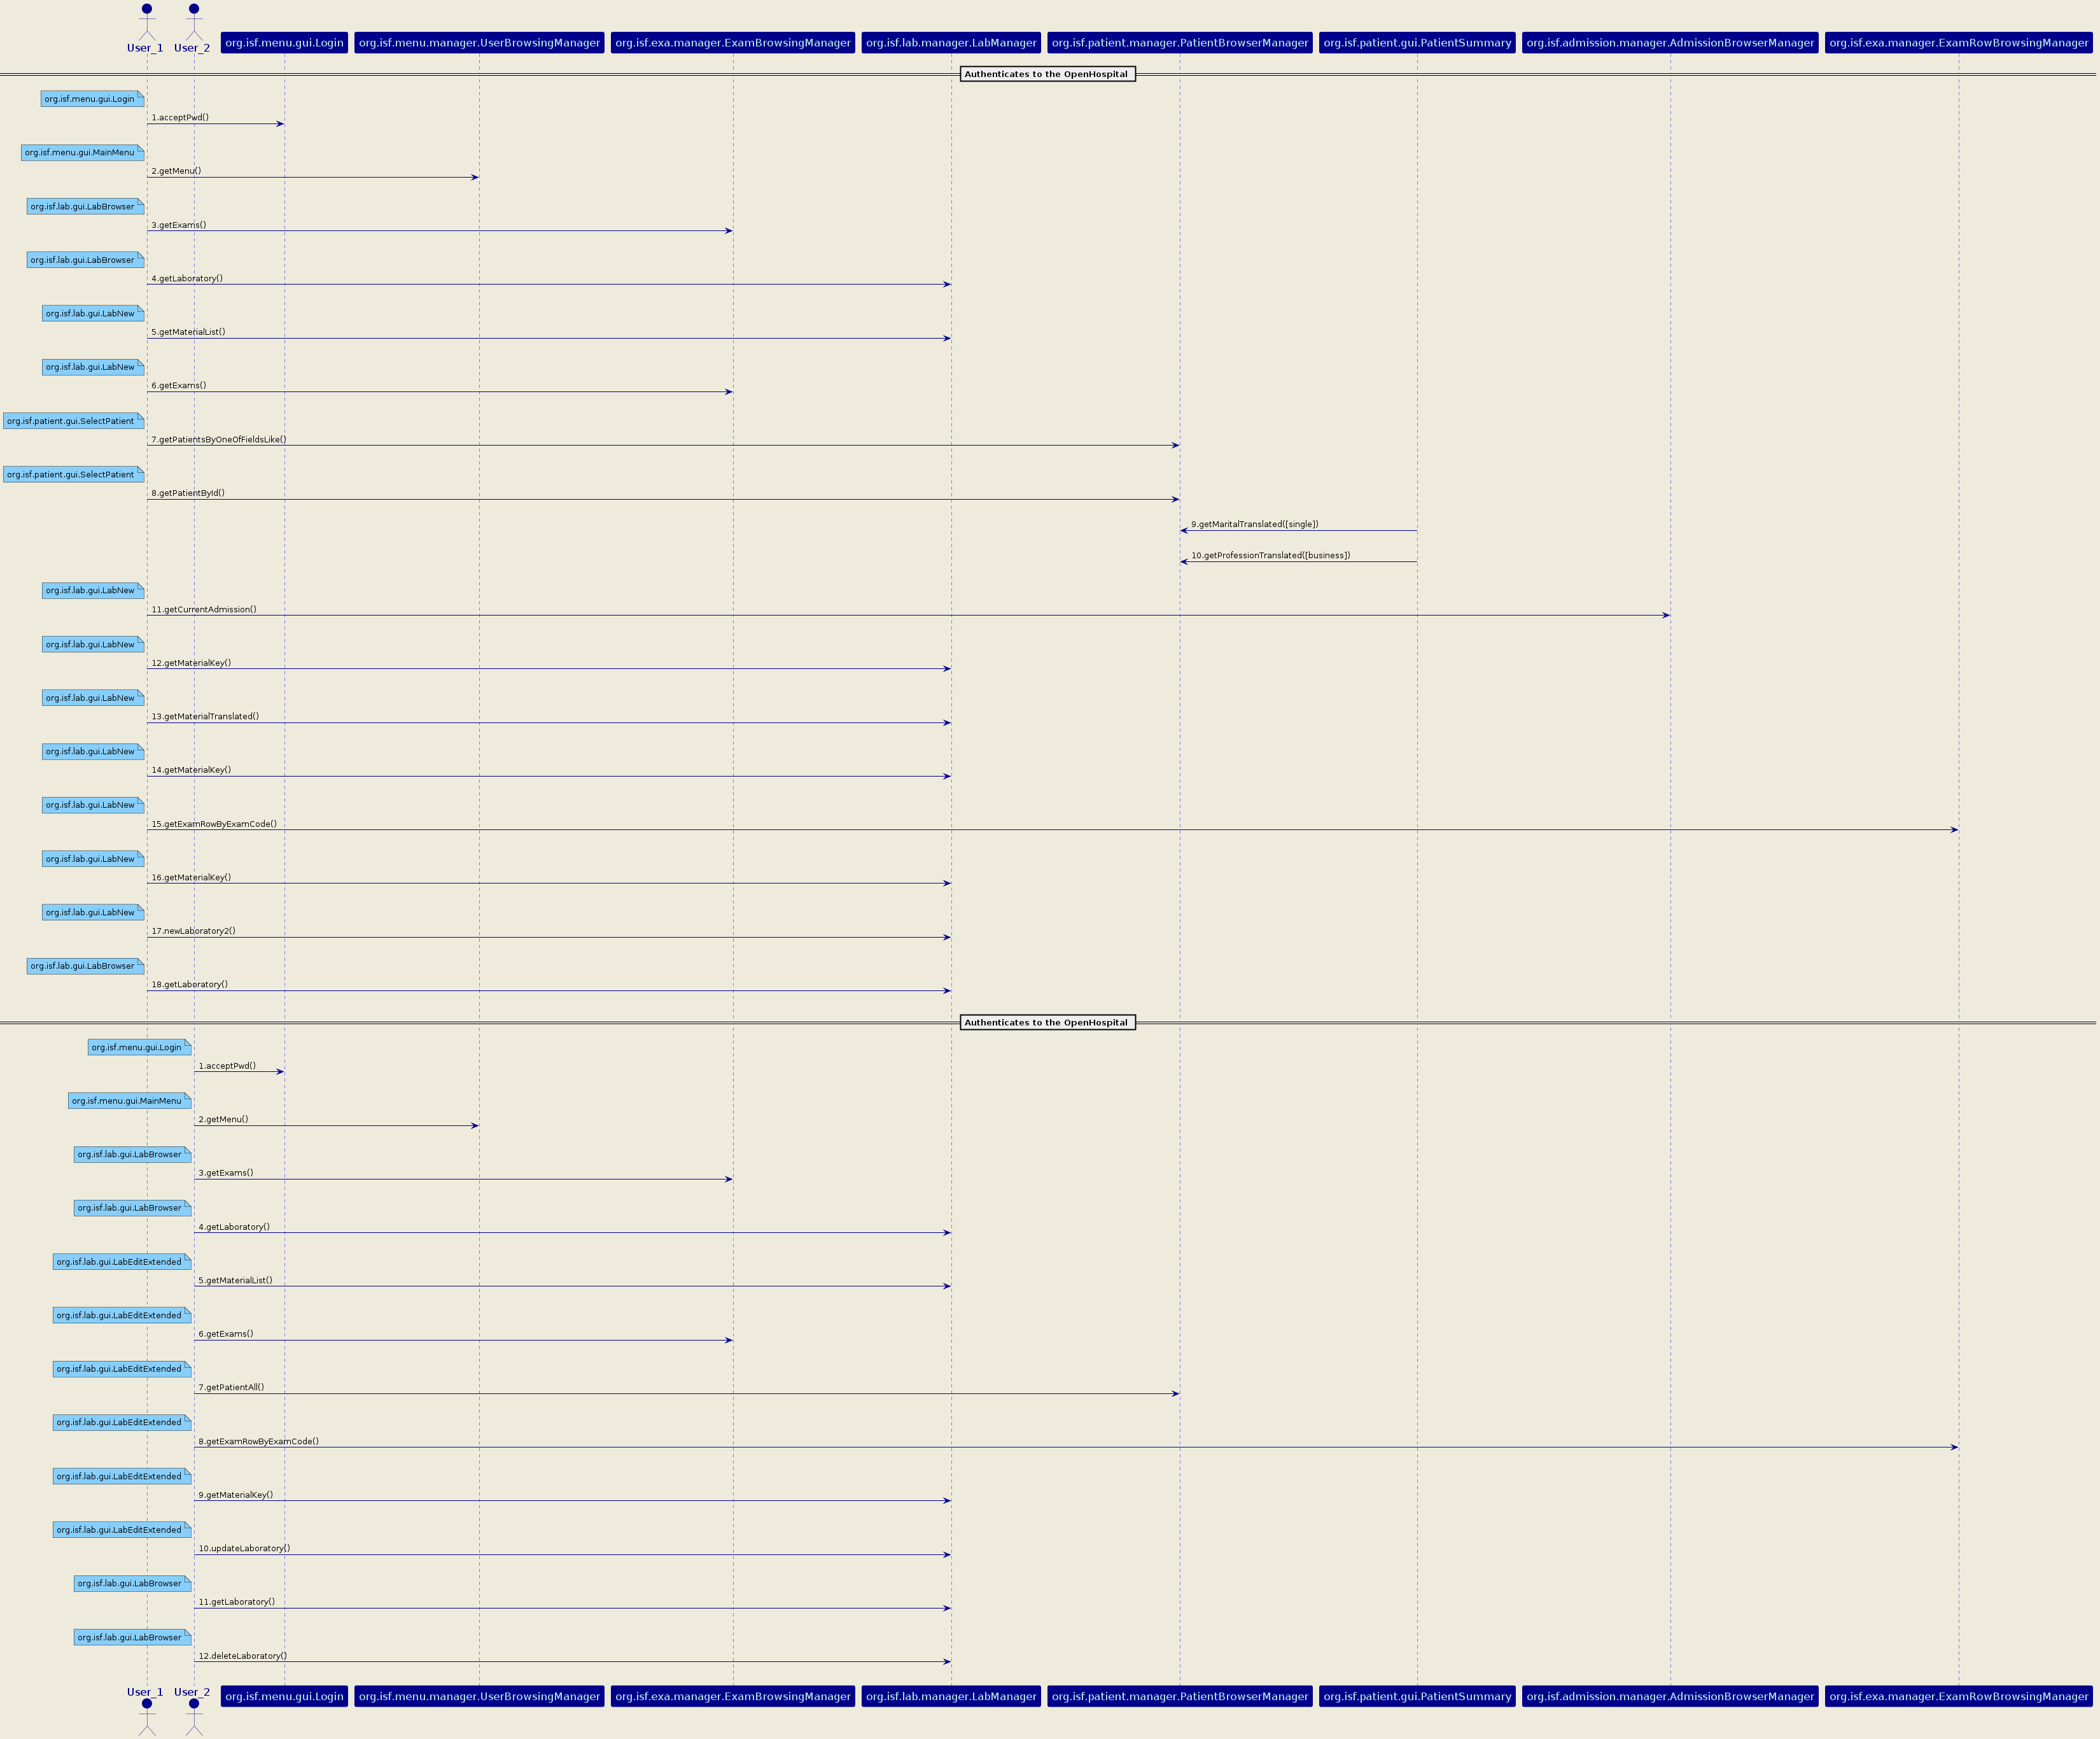 User_1
User_2
org.isf.menu.gui.Login
org.isf.menu.manager.UserBrowsingManager
org.isf.exa.manager.ExamBrowsingManager
org.isf.lab.manager.LabManager
org.isf.patient.manager.PatientBrowserManager
org.isf.patient.gui.PatientSummary
org.isf.admission.manager.AdmissionBrowserManager
org.isf.exa.manager.ExamRowBrowsingManager
Authenticates to the OpenHospital
org.isf.menu.gui.Login
1.acceptPwd()
org.isf.menu.gui.MainMenu
2.getMenu()
org.isf.lab.gui.LabBrowser
3.getExams()
org.isf.lab.gui.LabBrowser
4.getLaboratory()
org.isf.lab.gui.LabNew
5.getMaterialList()
org.isf.lab.gui.LabNew
6.getExams()
org.isf.patient.gui.SelectPatient
7.getPatientsByOneOfFieldsLike()
org.isf.patient.gui.SelectPatient
8.getPatientById()
9.getMaritalTranslated([single])
10.getProfessionTranslated([business])
org.isf.lab.gui.LabNew
11.getCurrentAdmission()
org.isf.lab.gui.LabNew
12.getMaterialKey()
org.isf.lab.gui.LabNew
13.getMaterialTranslated()
org.isf.lab.gui.LabNew
14.getMaterialKey()
org.isf.lab.gui.LabNew
15.getExamRowByExamCode()
org.isf.lab.gui.LabNew
16.getMaterialKey()
org.isf.lab.gui.LabNew
17.newLaboratory2()
org.isf.lab.gui.LabBrowser
18.getLaboratory()
Authenticates to the OpenHospital
org.isf.menu.gui.Login
1.acceptPwd()
org.isf.menu.gui.MainMenu
2.getMenu()
org.isf.lab.gui.LabBrowser
3.getExams()
org.isf.lab.gui.LabBrowser
4.getLaboratory()
org.isf.lab.gui.LabEditExtended
5.getMaterialList()
org.isf.lab.gui.LabEditExtended
6.getExams()
org.isf.lab.gui.LabEditExtended
7.getPatientAll()
org.isf.lab.gui.LabEditExtended
8.getExamRowByExamCode()
org.isf.lab.gui.LabEditExtended
9.getMaterialKey()
org.isf.lab.gui.LabEditExtended
10.updateLaboratory()
org.isf.lab.gui.LabBrowser
11.getLaboratory()
org.isf.lab.gui.LabBrowser
12.deleteLaboratory()
User_1
User_2
org.isf.menu.gui.Login
org.isf.menu.manager.UserBrowsingManager
org.isf.exa.manager.ExamBrowsingManager
org.isf.lab.manager.LabManager
org.isf.patient.manager.PatientBrowserManager
org.isf.patient.gui.PatientSummary
org.isf.admission.manager.AdmissionBrowserManager
org.isf.exa.manager.ExamRowBrowsingManager